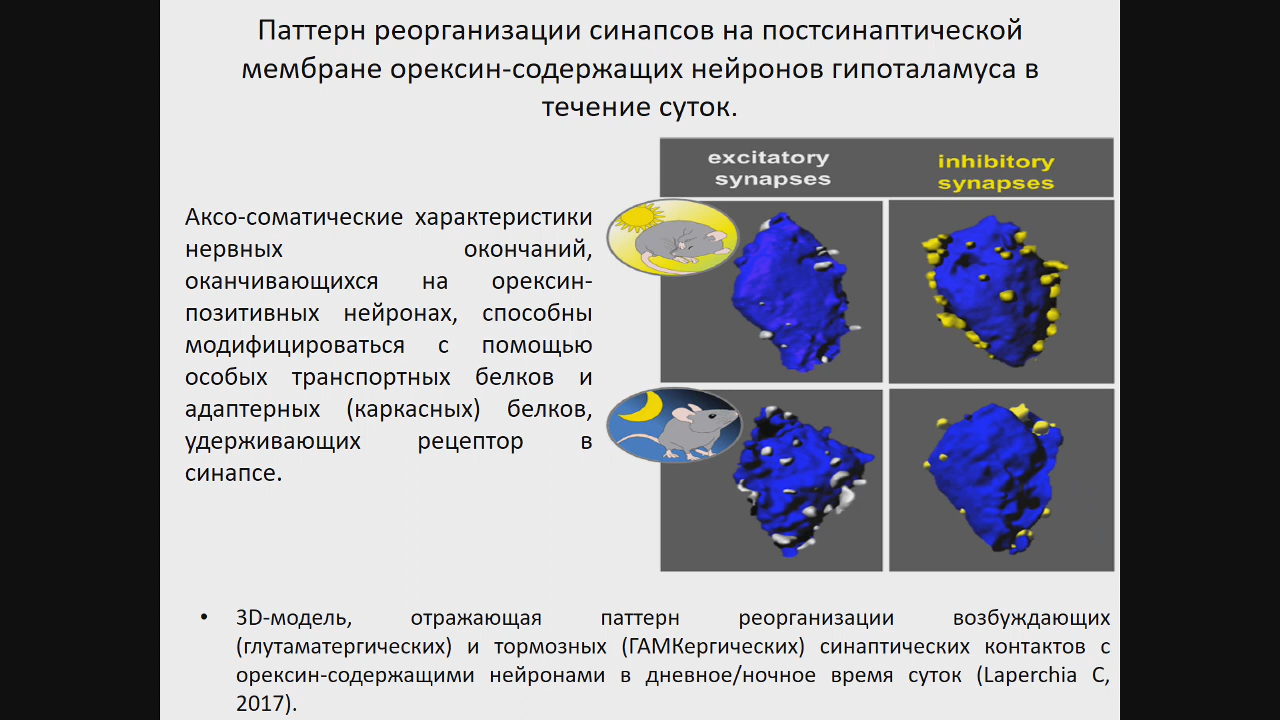 Паттерн реорганизации синапсов на постсинаптической
мембране орексин-содержащих нейронов гипоталамуса в
течение суток.
excitatory
synapses
inhibitory
synapses
Аксо-соматические характеристики
нервных окончаний,
оканчивающихся на орексин-
позитивных нейронах, способны
модифицироваться с помощью
особых транспортных белков и
адаптерных (каркасных) белков,
удерживающих рецептор в
синапсе.
• 3D-модель, отражающая паттерн реорганизации возбуждающих
(глутаматергических) и тормозных (ГАМКергических) синаптических контактов с
орексин-содержащими нейронами в дневное/ночное время суток (Laperchia C,
2017).